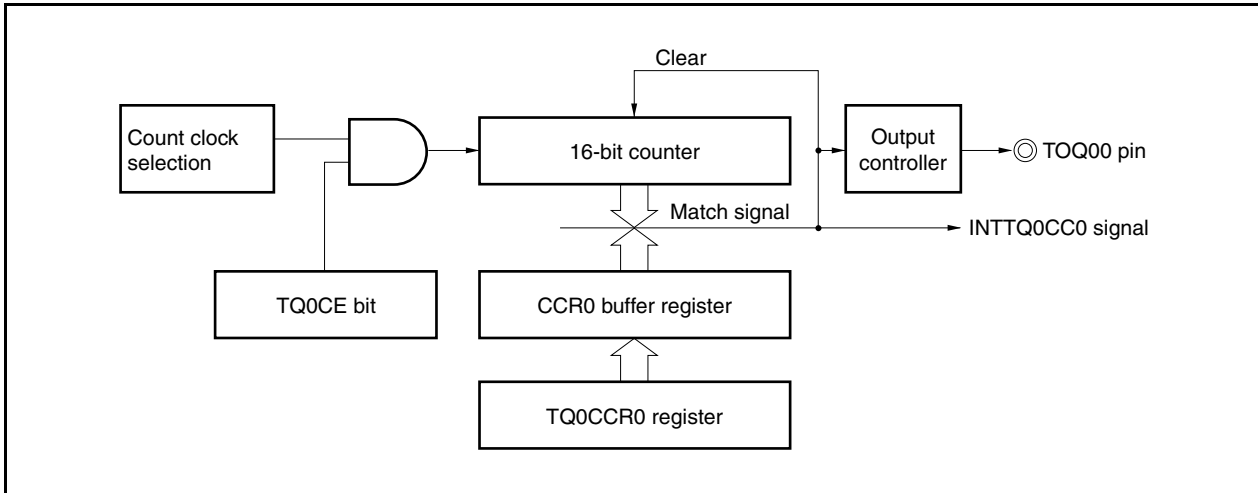 Clear
Count clock
selection
16-bit counter
Output
controller
TOQ00 pin
Match signal
INTTQ0CC0 signal
TQ0CE bit
CCR0 buffer register
TQ0CCR0 register